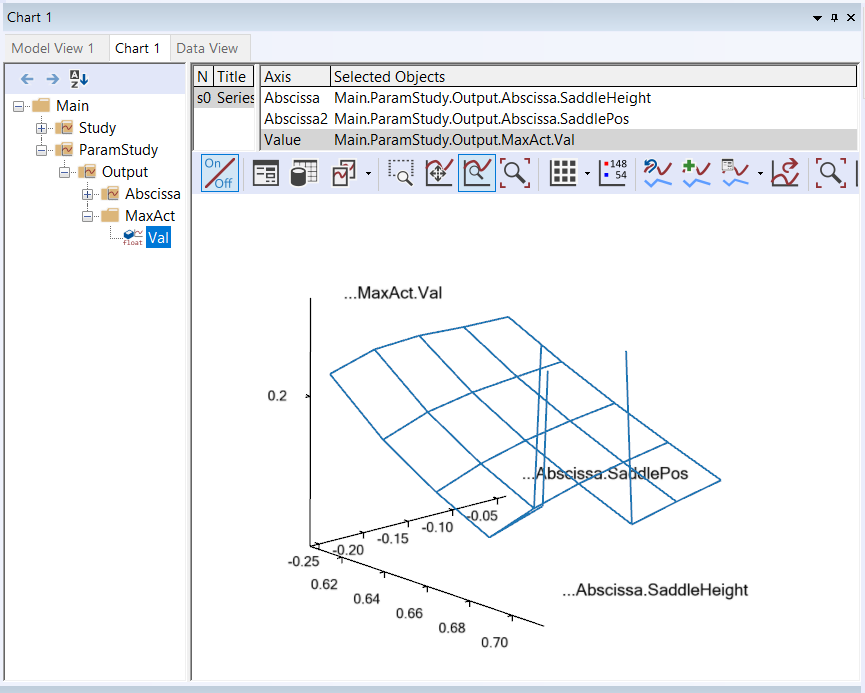 Chart 1
Model View 1 Chart 1 Data View
A Z
Main
Study
ParamStudy
Output
Abscissa
MaxAct
float Val
N Title Axis Selected Objects
s0 Series Abscissa Main.ParamStudy.Output.Abscissa.SaddleHeight
Abscissa2 Main.ParamStudy.Output.Abscissa.SaddlePos
Value Main.ParamStudy.Output.MaxAct.Val
On Off 148 54
...MaxAct.Val
0.2
...Abscissa.SaddlePos
-0.05
-0.10
-0.15
-0.20
-0.25
0.62
0.64
0.66
0.68
0.70
...Abscissa.SaddleHeight